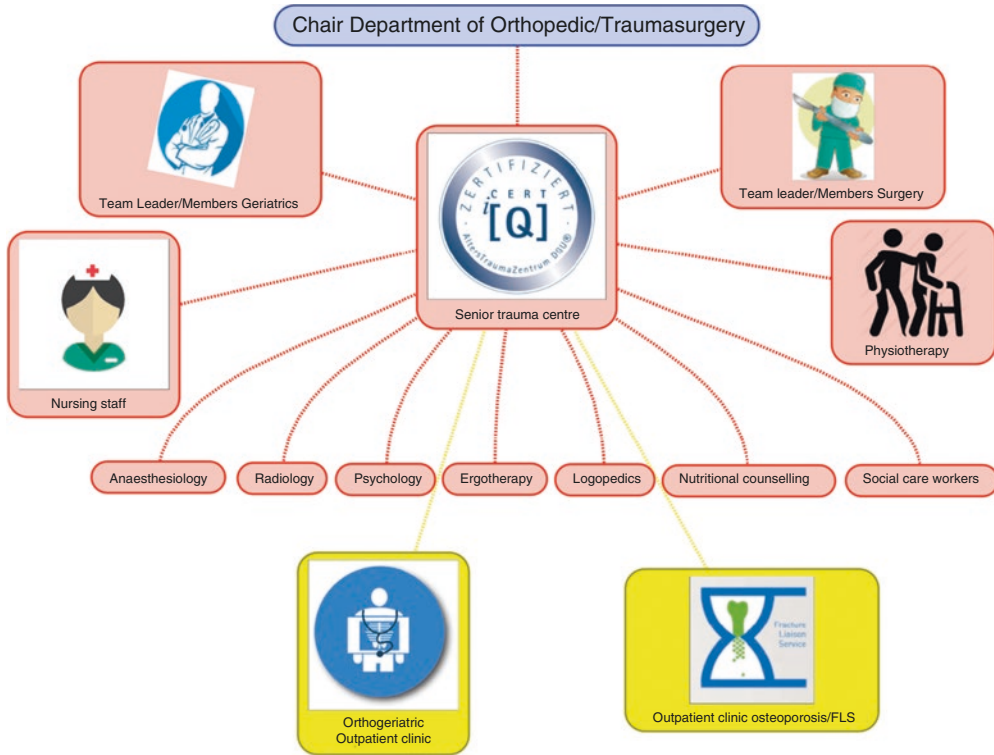 Chair Department of Orthopedic/Traumasurgery
Team Leader/Members Geriatrics
ZERTIFIZIERT
iCERT
[Q]
AltersTraumaZentrum DGU®
Senior trauma centre
Team leader/Members Surgery
Nursing staff
Physiotherapy
Anaesthesiology
Radiology
Psychology
Ergotherapy
Logopedics
Nutritional counselling
Social care workers
Orthogeriatric
Outpatient clinic
Fracture
Liaison
Service
Outpatient clinic osteoporosis/FLS